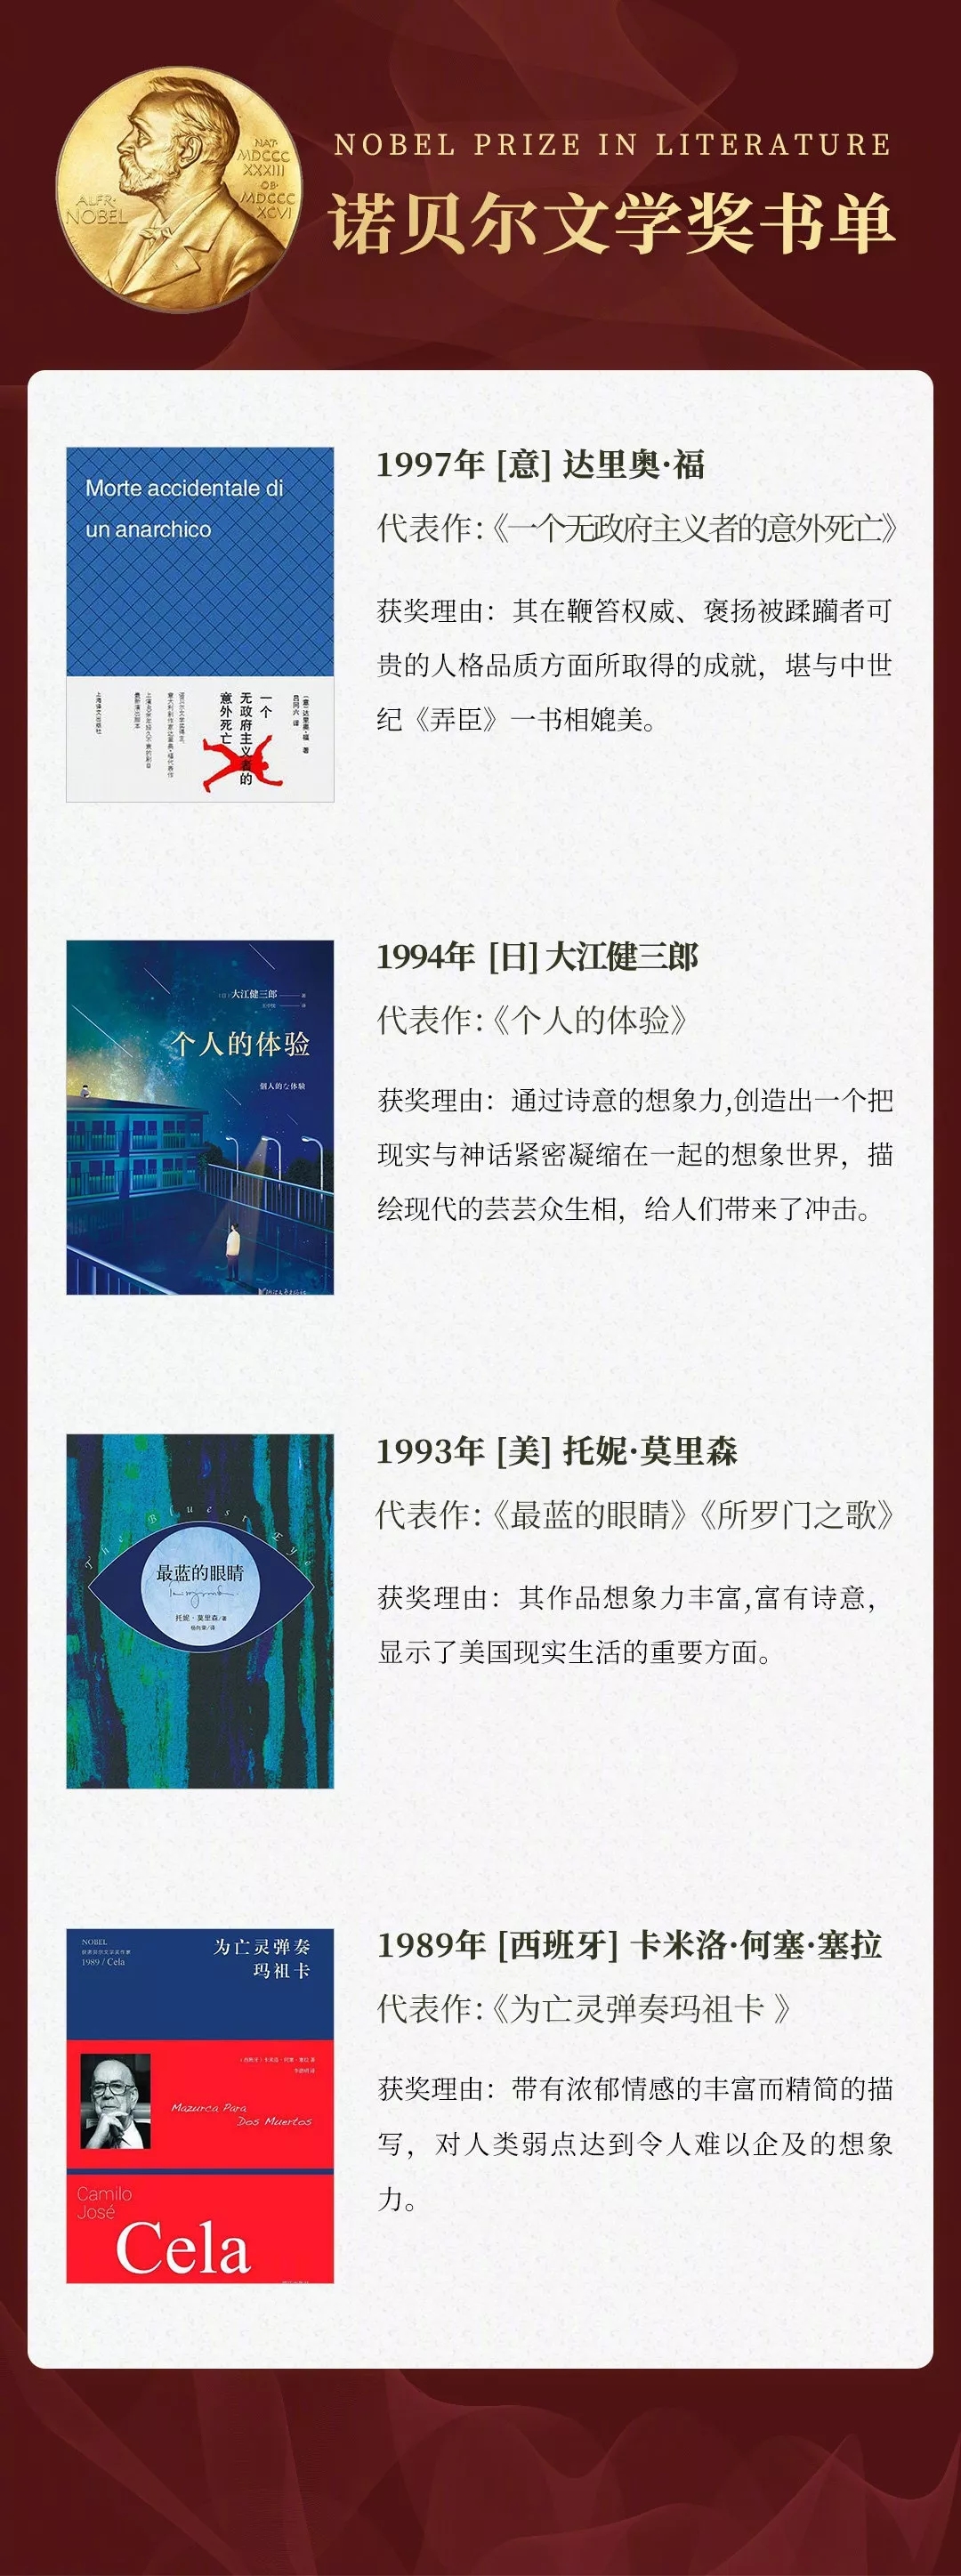 ALFR·
NOBEL
NAT·
MDCCC
XXXIII
OB·
MDCCC
XCVI
NOBEL PRIZE IN LITERATURE
诺贝尔文学奖书单
Morte accidentale di
un anarchico
一个
无政府主义者的
意外死亡
上海译文出版社
1997年 [意] 达里奥·福
代表作：《一个无政府主义者的意外死亡》
获奖理由：其在鞭笞权威、褒扬被蹂躏者可
贵的人格品质方面所取得的成就，堪与中世
纪《弄臣》一书相媲美。
大江健三郎
个人的体验
個人的な体験
1994年 [日] 大江健三郎
代表作：《个人的体验》
获奖理由：通过诗意的想象力,创造出一个把
现实与神话紧密凝缩在一起的想象世界，描
绘现代的芸芸众生相，给人们带来了冲击。
The Bluest Eye
最蓝的眼睛
托妮·莫里森/著
1993年 [美] 托妮·莫里森
代表作：《最蓝的眼睛》《所罗门之歌》
获奖理由：其作品想象力丰富,富有诗意，
显示了美国现实生活的重要方面。
NOBEL
1989 / Cela
为亡灵弹奏
玛祖卡
Mazurca Para
Dos Muertos
Camilo
José
Cela
1989年 [西班牙] 卡米洛·何塞·塞拉
代表作：《为亡灵弹奏玛祖卡 》
获奖理由：带有浓郁情感的丰富而精简的描
写，对人类弱点达到令人难以企及的想象
力。